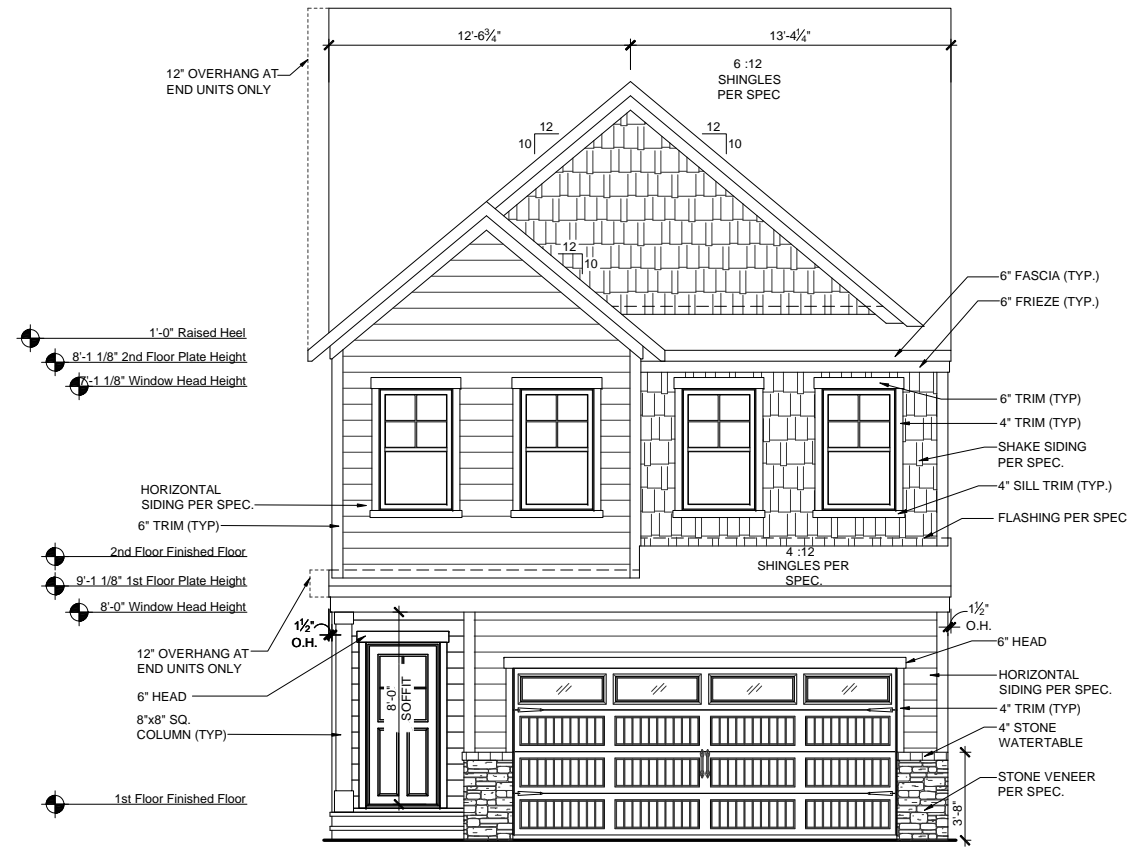 12'-6¾"
13'-4¼"
6 :12
SHINGLES
PER SPEC
12" OVERHANG AT
END UNITS ONLY
12
10
12
10
12
10
6" FASCIA (TYP.)
6" FRIEZE (TYP.)
1'-0" Raised Heel
8'-1 1/8" 2nd Floor Plate Height
7'-1 1/8" Window Head Height
6" TRIM (TYP)
4" TRIM (TYP)
SHAKE SIDING
PER SPEC.
4" SILL TRIM (TYP.)
FLASHING PER SPEC
HORIZONTAL
SIDING PER SPEC.
6" TRIM (TYP)
2nd Floor Finished Floor
4 :12
SHINGLES PER
SPEC.
9'-1 1/8" 1st Floor Plate Height
8'-0" Window Head Height
1½"
O.H.
1½"
O.H.
12" OVERHANG AT
END UNITS ONLY
6" HEAD
8"x8" SQ.
COLUMN (TYP)
8'-0"
SOFFIT
6" HEAD
HORIZONTAL
SIDING PER SPEC.
4" TRIM (TYP)
4" STONE
WATERTABLE
STONE VENEER
PER SPEC.
3'-8"
1st Floor Finished Floor